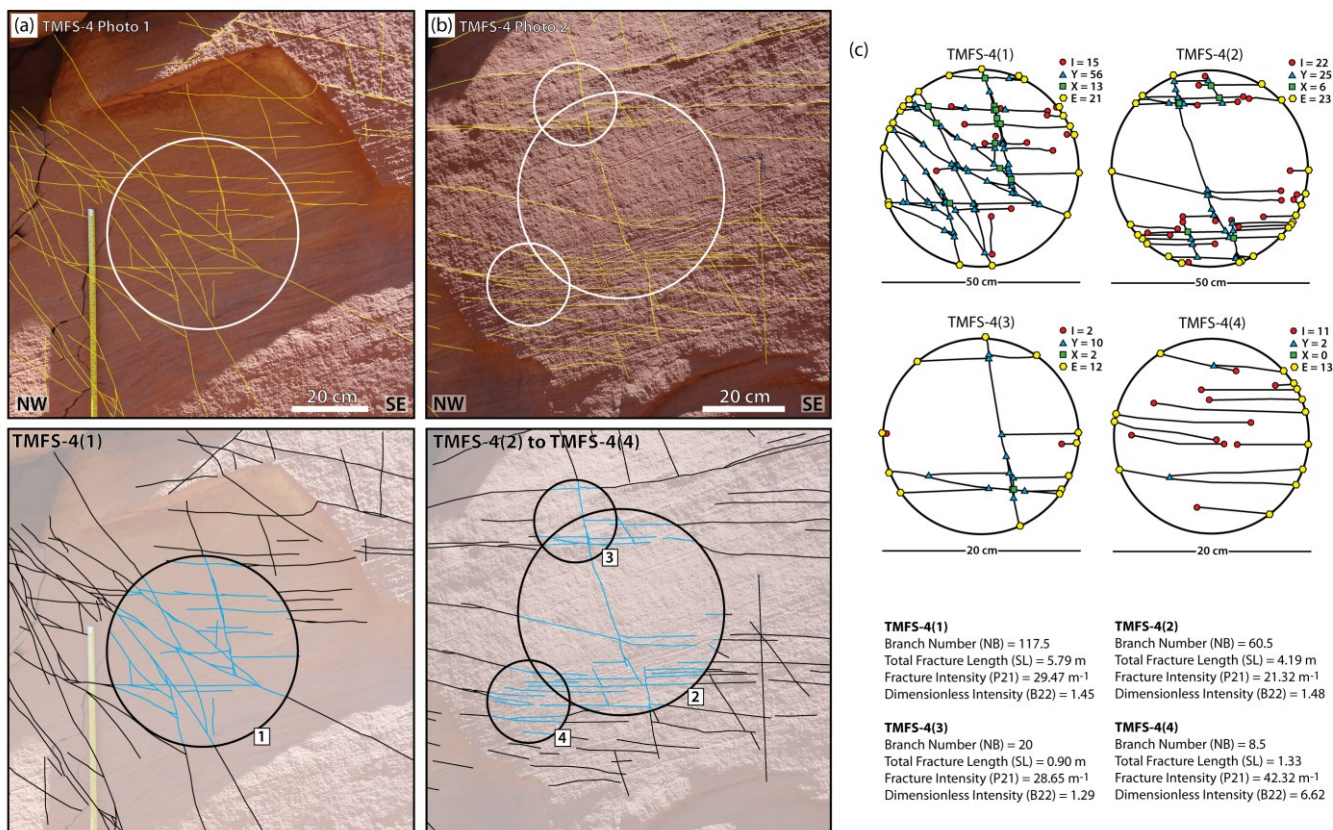 (a) TMFS-4 Photo 1
NW
20 cm
SE
(b) TMFS-4 Photo 2
NW
20 cm
SE
TMFS-4(1)
1
TMFS-4(2) to TMFS-4(4)
3
2
4
(c)
TMFS-4(1)
I = 15
Y = 56
X = 13
E = 21
50 cm
TMFS-4(2)
I = 22
Y = 25
X = 6
E = 23
50 cm
TMFS-4(3)
I = 2
Y = 10
X = 2
E = 12
20 cm
TMFS-4(4)
I = 11
Y = 2
X = 0
E = 13
20 cm
TMFS-4(1)
Branch Number (NB) = 117.5
Total Fracture Length (SL) = 5.79 m
Fracture Intensity (P21) = 29.47 m-1
Dimensionless Intensity (B22) = 1.45
TMFS-4(2)
Branch Number (NB) = 60.5
Total Fracture Length (SL) = 4.19 m
Fracture Intensity (P21) = 21.32 m-1
Dimensionless Intensity (B22) = 1.48
TMFS-4(3)
Branch Number (NB) = 20
Total Fracture Length (SL) = 0.90 m
Fracture Intensity (P21) = 28.65 m-1
Dimensionless Intensity (B22) = 1.29
TMFS-4(4)
Branch Number (NB) = 8.5
Total Fracture Length (SL) = 1.33
Fracture Intensity (P21) = 42.32 m-1
Dimensionless Intensity (B22) = 6.62